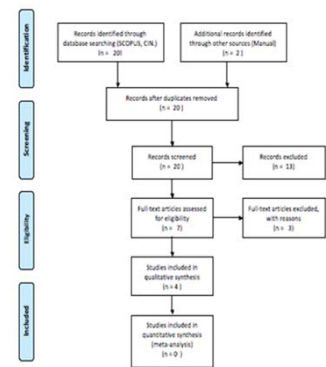 Identification
Records identified through
database searching (SCOPUS, CIN.)
(n = 20)
Additional records identified
through other sources (Manual)
(n = 2 )
Records after duplicates removed
(n = 20 )
Screening
Records screened
(n = 20 )
Records excluded
(n = 13)
Eligibility
Full-text articles assessed
for eligibility
(n = 7)
Full-text articles excluded,
with reasons
(n = 3)
Studies included in
qualitative synthesis
(n = 4 )
Included
Studies included in
quantitative synthesis
(meta-analysis)
(n = 0 )